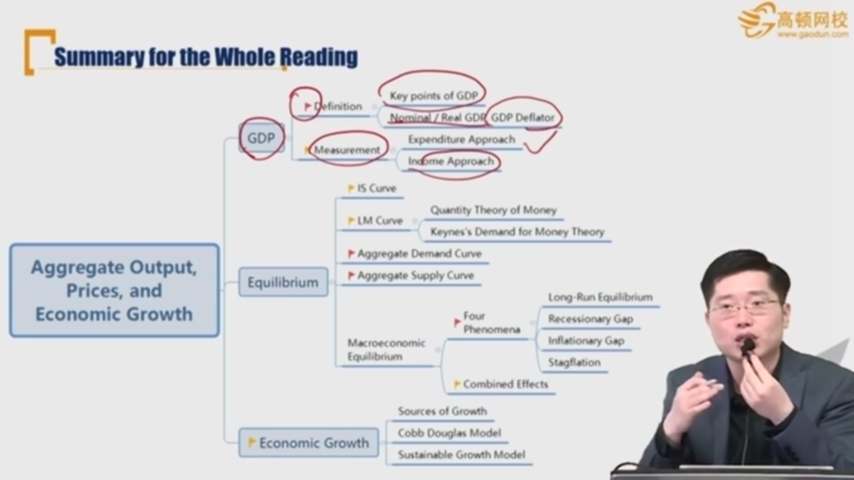 高顿网校
www.gaodun.com
Summary for the Whole Reading
GDP
Definition
Key points of GDP
Nominal / Real GDP
GDP Deflator
Measurement
Expenditure Approach
Income Approach
Aggregate Output,
Prices, and
Economic Growth
Equilibrium
IS Curve
LM Curve
Quantity Theory of Money
Keynes's Demand for Money Theory
Aggregate Demand Curve
Aggregate Supply Curve
Macroeconomic
Equilibrium
Four
Phenomena
Long-Run Equilibrium
Recessionary Gap
Inflationary Gap
Stagflation
Combined Effects
Economic Growth
Sources of Growth
Cobb Douglas Model
Sustainable Growth Model